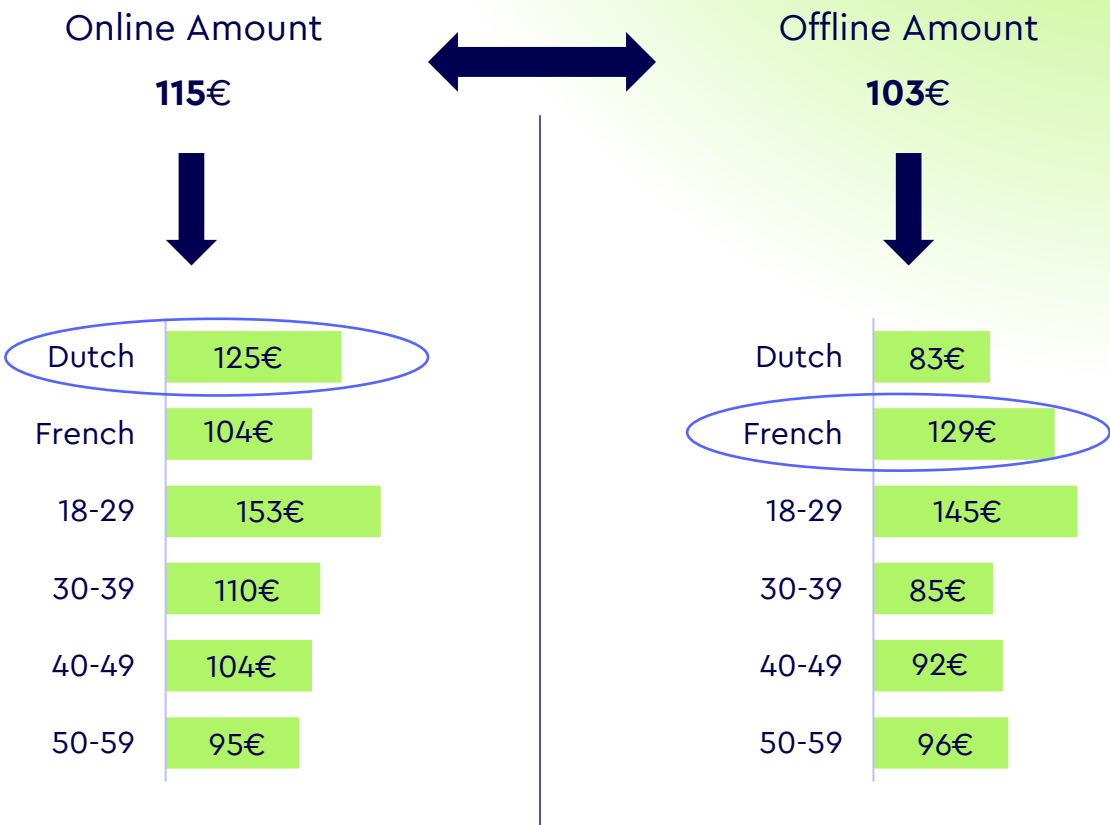 Online Amount
115€
Dutch 125€
French 104€
18-29 153€
30-39 110€
40-49 104€
50-59 95€
Offline Amount
103€
Dutch 83€
French 129€
18-29 145€
30-39 85€
40-49 92€
50-59 96€